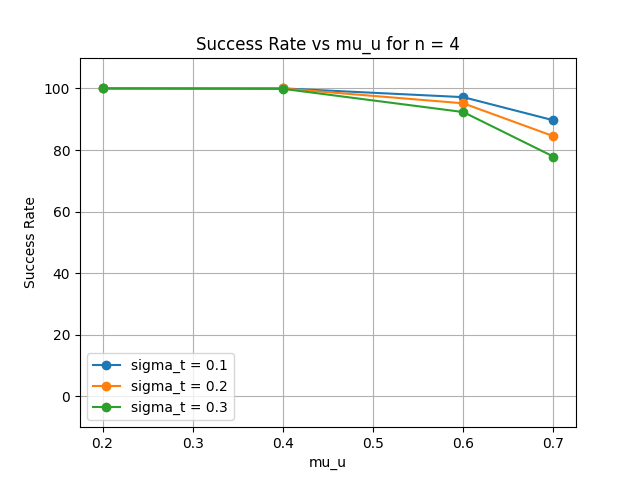 Success Rate vs mu_u for n = 4
Success Rate
100
80
60
40
20
0
sigma_t = 0.1
sigma_t = 0.2
sigma_t = 0.3
0.2 0.3 0.4 0.5 0.6 0.7
mu_u